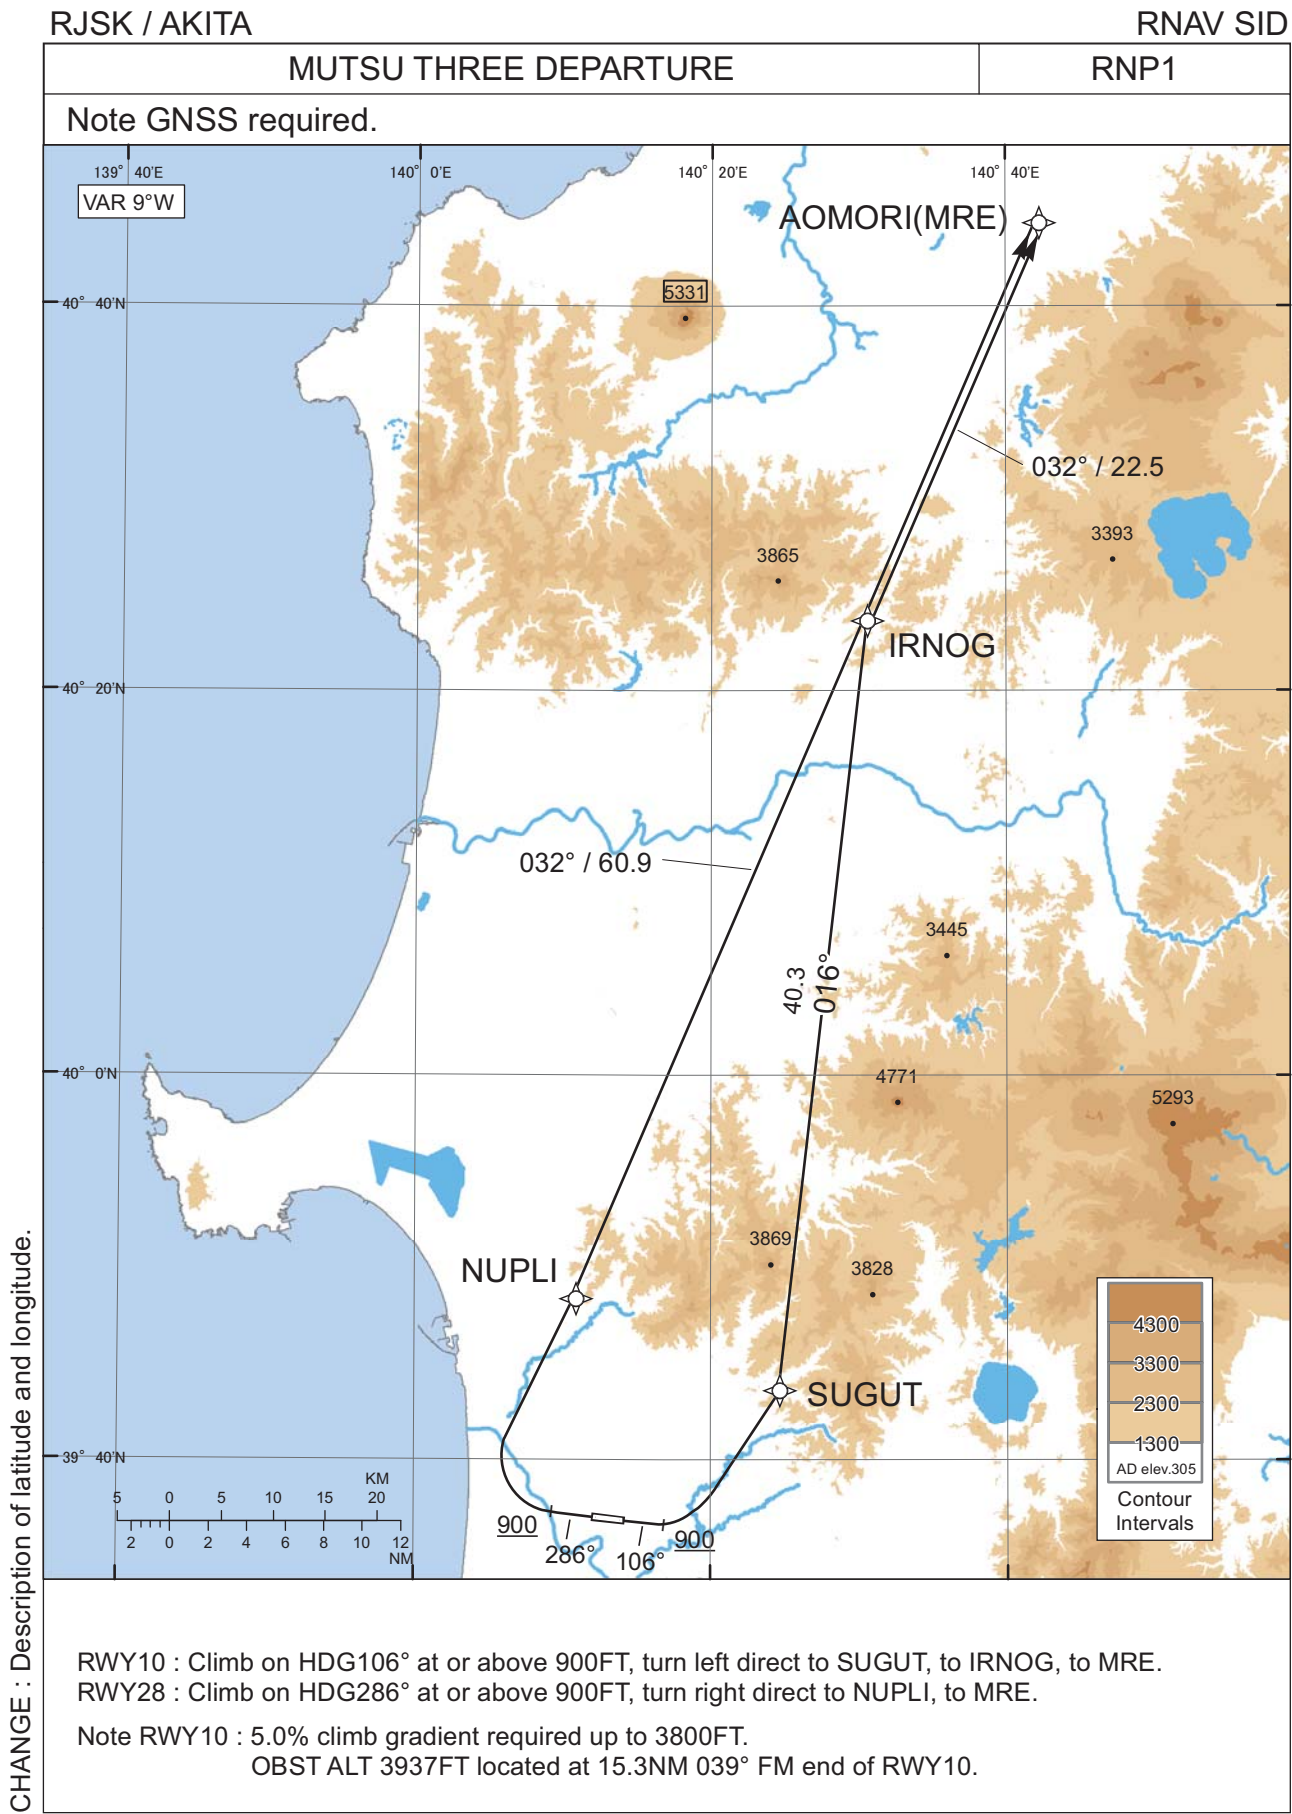 RJSK / AKITA
RNAV SID
MUTSU THREE DEPARTURE
RNP1
Note GNSS required.
139° 40'E
140° 0'E
140° 20'E
140° 40'E
VAR 9°W
AOMORI(MRE)
5331
40° 40'N
032° / 22.5
3393
3865
IRNOG
40° 20'N
032° / 60.9
3445
40.3
016°
40° 0'N
4771
5293
3869
3828
NUPLI
SUGUT
39° 40'N
4300
3300
2300
1300
AD elev.305
Contour
Intervals
KM
5 0 5 10 15 20
2 0 2 4 6 8 10 12
NM
900
286°
106°
900
RWY10 : Climb on HDG106° at or above 900FT, turn left direct to SUGUT, to IRNOG, to MRE.
RWY28 : Climb on HDG286° at or above 900FT, turn right direct to NUPLI, to MRE.
Note RWY10 : 5.0% climb gradient required up to 3800FT.
OBST ALT 3937FT located at 15.3NM 039° FM end of RWY10.
CHANGE : Description of latitude and longitude.